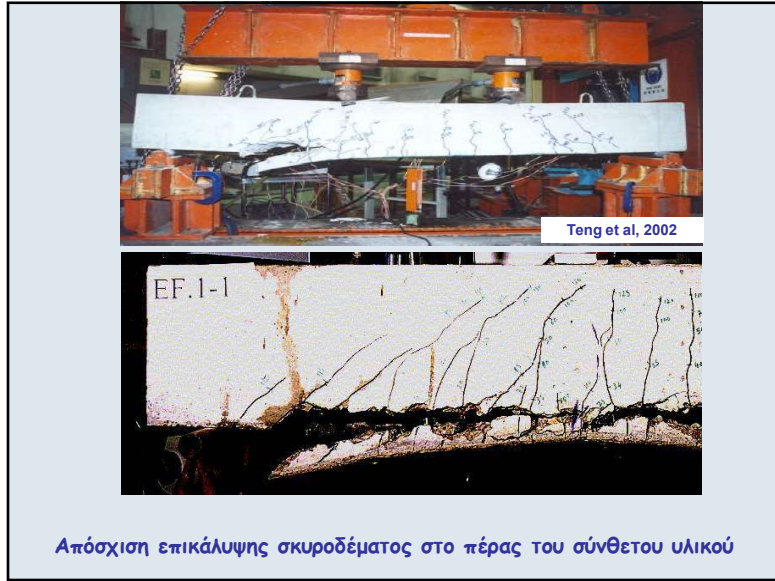 Teng et al, 2002
EF.1-1
Απόσχιση επικάλυψης σκυροδέματος στο πέρας του σύνθετου υλικού